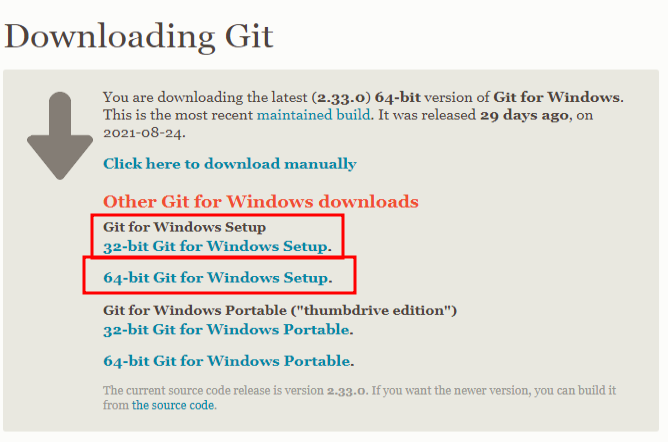 Downloading Git
You are downloading the latest (2.33.0) 64-bit version of Git for Windows.
This is the most recent maintained build. It was released 29 days ago, on
2021-08-24.
Click here to download manually
Other Git for Windows downloads
Git for Windows Setup
32-bit Git for Windows Setup.
64-bit Git for Windows Setup.
Git for Windows Portable ("thumbdrive edition")
32-bit Git for Windows Portable.
64-bit Git for Windows Portable.
The current source code release is version 2.33.0. If you want the newer version, you can build it
from the source code.